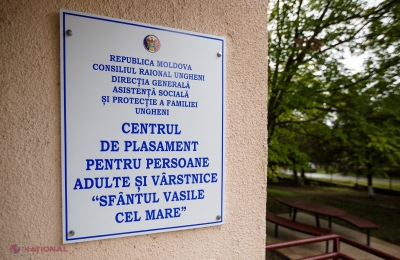 REPUBLICA MOLDOVA
CONSILIUL RAIONAL UNGHENI
DIRECȚIA GENERALĂ
ASISTENȚĂ SOCIALĂ
ȘI PROTECȚIE A FAMILIEI
UNGHENI
CENTRUL
DE PLASAMENT
PENTRU PERSOANE
ADULTE ȘI VÂRSTNICE
“SFÂNTUL VASILE
CEL MARE”
NAȚIONAL